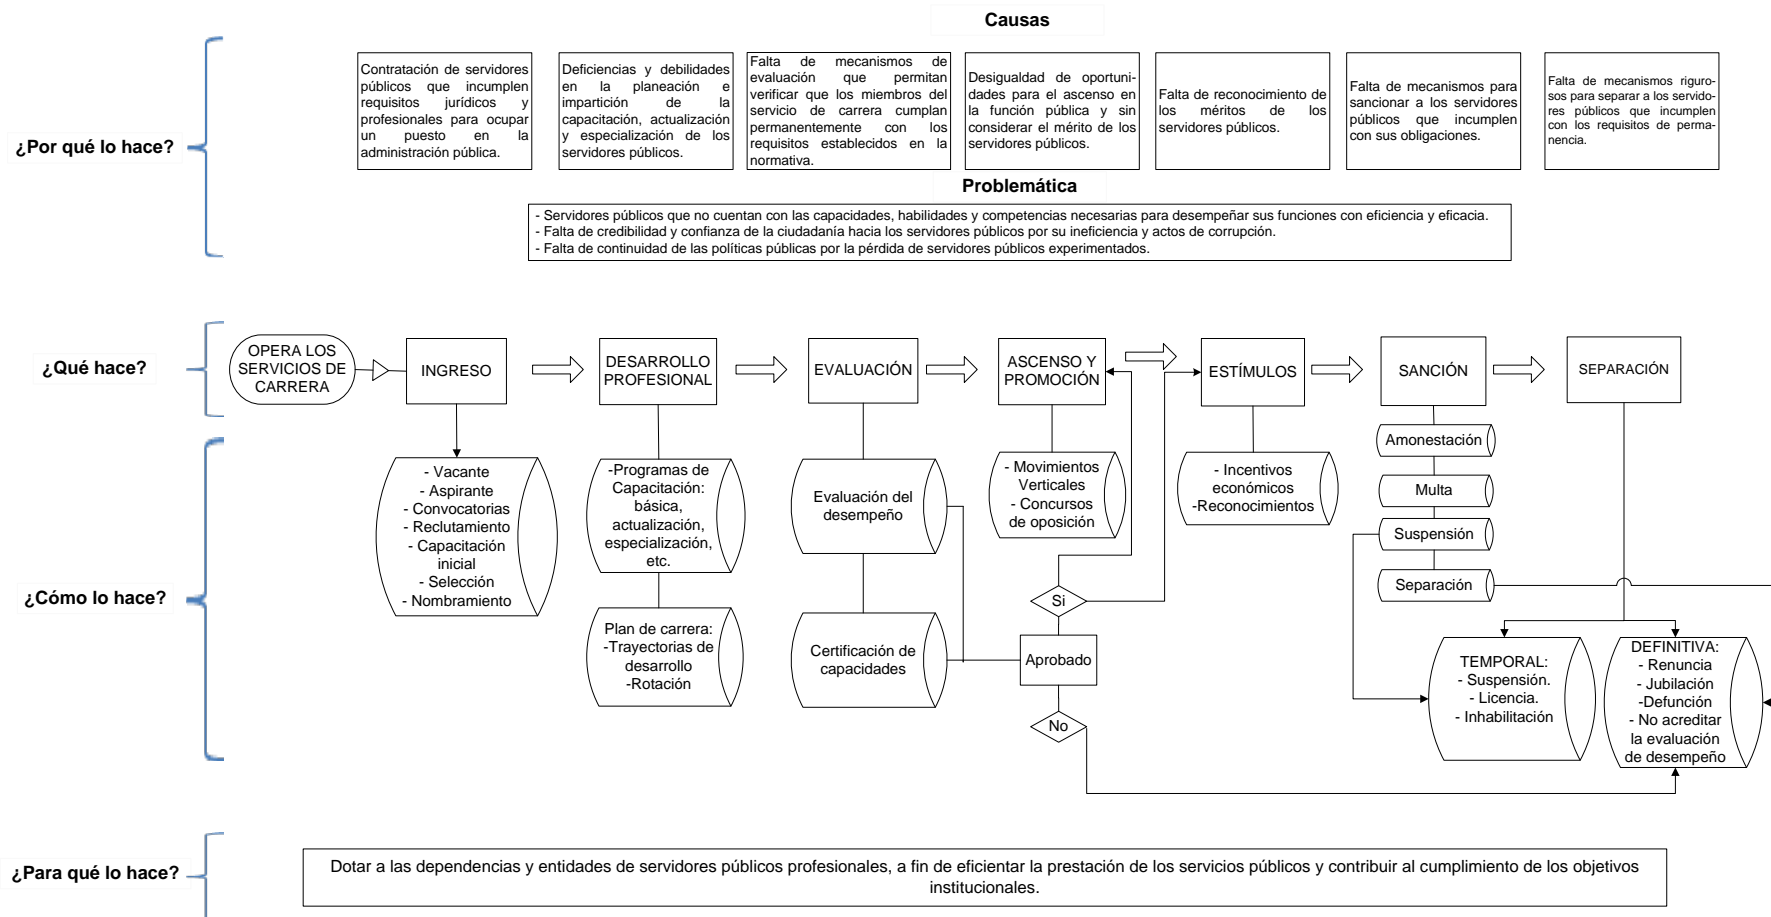 Causas
¿Por qué lo hace?
Contratación de servidores
públicos que incumplen
requisitos jurídicos y
profesionales para ocupar
un puesto en la
administración pública.
Deficiencias y debilidades
en la planeación e
impartición de la
capacitación, actualización
y especialización de los
servidores públicos.
Falta de mecanismos de
evaluación que permitan
verificar que los miembros del
servicio de carrera cumplan
permanentemente con los
requisitos establecidos en la
normativa.
Desigualdad de oportuni-
dades para el ascenso en
la función pública y sin
considerar el mérito de los
servidores públicos.
Falta de reconocimiento de
los méritos de los
servidores públicos.
Falta de mecanismos para
sancionar a los servidores
públicos que incumplen
con sus obligaciones.
Falta de mecanismos riguro-
sos para separar a los servido-
res públicos que incumplen
con los requisitos de perma-
nencia.
Problemática
- Servidores públicos que no cuentan con las capacidades, habilidades y competencias necesarias para desempeñar sus funciones con eficiencia y eficacia.
- Falta de credibilidad y confianza de la ciudadanía hacia los servidores públicos por su ineficiencia y actos de corrupción.
- Falta de continuidad de las políticas públicas por la pérdida de servidores públicos experimentados.
¿Qué hace?
OPERA LOS
SERVICIOS DE
CARRERA
INGRESO
DESARROLLO
PROFESIONAL
EVALUACIÓN
ASCENSO Y
PROMOCIÓN
ESTÍMULOS
SANCIÓN
SEPARACIÓN
¿Cómo lo hace?
- Vacante
- Aspirante
- Convocatorias
- Reclutamiento
- Capacitación
inicial
- Selección
- Nombramiento
-Programas de
Capacitación:
básica,
actualización,
especialización,
etc.
Plan de carrera:
-Trayectorias de
desarrollo
-Rotación
Evaluación del
desempeño
Certificación de
capacidades
- Movimientos
Verticales
- Concursos
de oposición
Si
Aprobado
No
- Incentivos
económicos
-Reconocimientos
Amonestación
Multa
Suspensión
Separación
TEMPORAL:
- Suspensión.
- Licencia.
- Inhabilitación
DEFINITIVA:
- Renuncia
- Jubilación
-Defunción
- No acreditar
la evaluación
de desempeño
¿Para qué lo hace?
Dotar a las dependencias y entidades de servidores públicos profesionales, a fin de eficientar la prestación de los servicios públicos y contribuir al cumplimiento de los objetivos
institucionales.